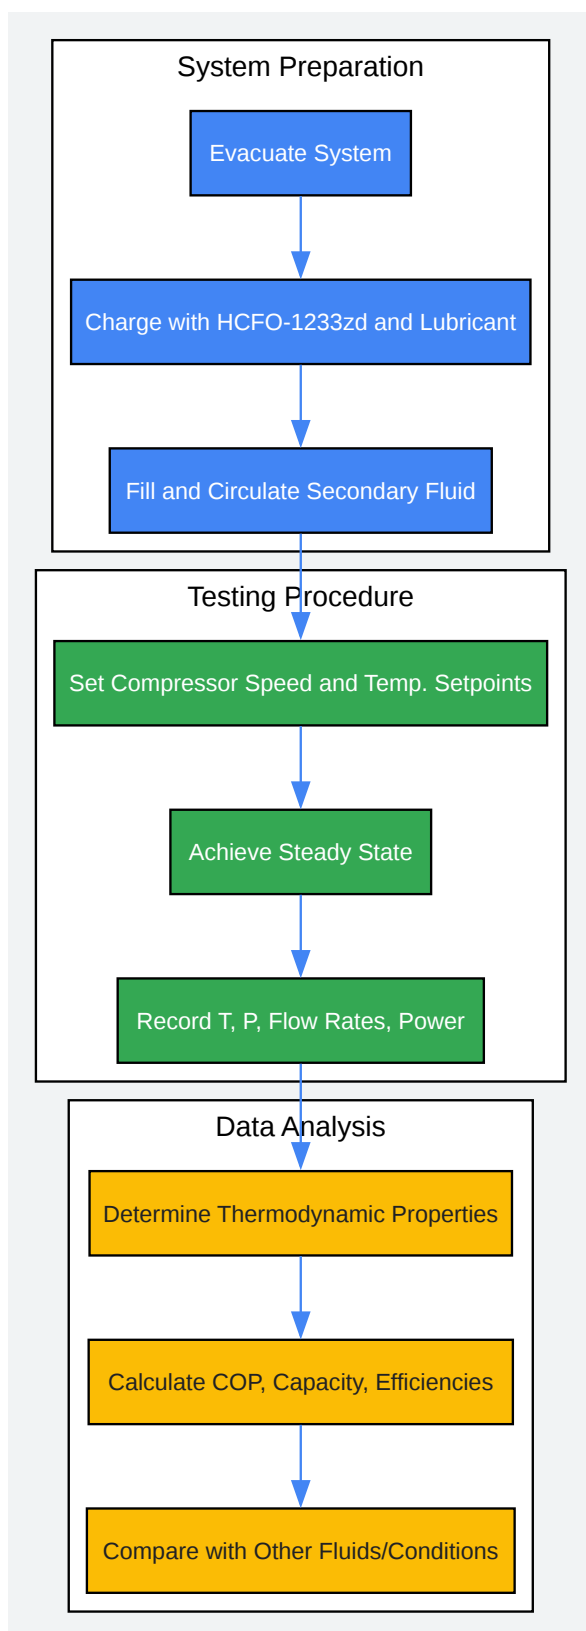 System Preparation
Evacuate System
Charge with HCFO-1233zd and Lubricant
Fill and Circulate Secondary Fluid
Testing Procedure
Set Compressor Speed and Temp. Setpoints
Achieve Steady State
Record T, P, Flow Rates, Power
Data Analysis
Determine Thermodynamic Properties
Calculate COP, Capacity, Efficiencies
Compare with Other Fluids/Conditions